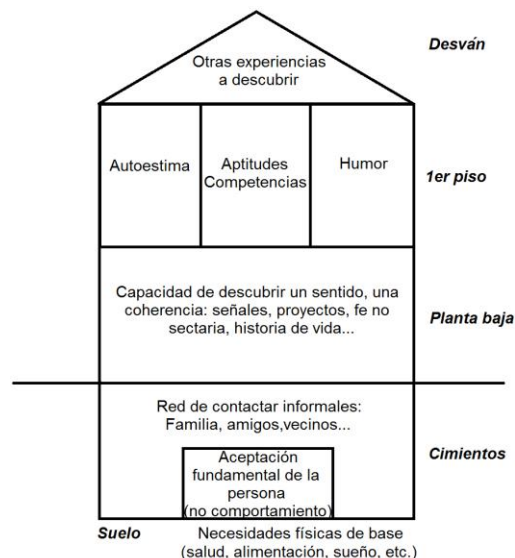 Desván
Otras experiencias
a descubrir
Autoestima
Aptitudes
Competencias
Humor
1er piso
Capacidad de descubrir un sentido, una
coherencia: señales, proyectos, fe no
sectaria, historia de vida...
Planta baja
Red de contactar informales:
Familia, amigos,vecinos...
Cimientos
Aceptación
fundamental de la
persona
(no comportamiento)
Suelo
Necesidades físicas de base
(salud, alimentación, sueño, etc.)